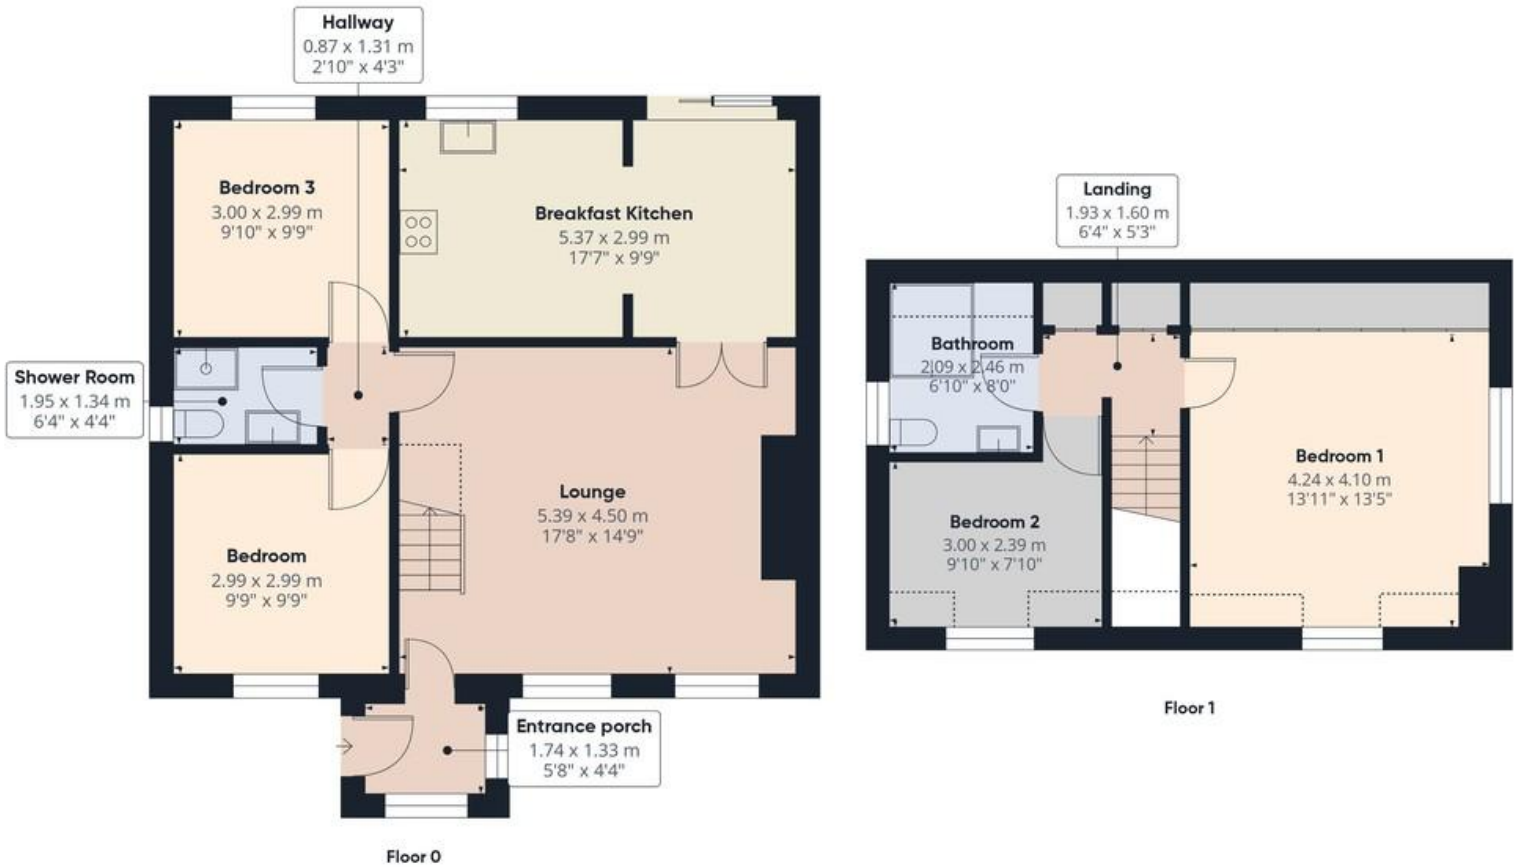 Hallway
0.87 x 1.31 m
2'10" x 4'3"
Bedroom 3
3.00 x 2.99 m
9'10" x 9'9"
Breakfast Kitchen
5.37 x 2.99 m
17'7" x 9'9"
Shower Room
1.95 x 1.34 m
6'4" x 4'4"
Bedroom
2.99 x 2.99 m
9'9" x 9'9"
Lounge
5.39 x 4.50 m
17'8" x 14'9"
Entrance porch
1.74 x 1.33 m
5'8" x 4'4"
Floor 0
Landing
1.93 x 1.60 m
6'4" x 5'3"
Bathroom
2.09 x 2.46 m
6'10" x 8'0"
Bedroom 1
4.24 x 4.10 m
13'11" x 13'5"
Bedroom 2
3.00 x 2.39 m
9'10" x 7'10"
Floor 1